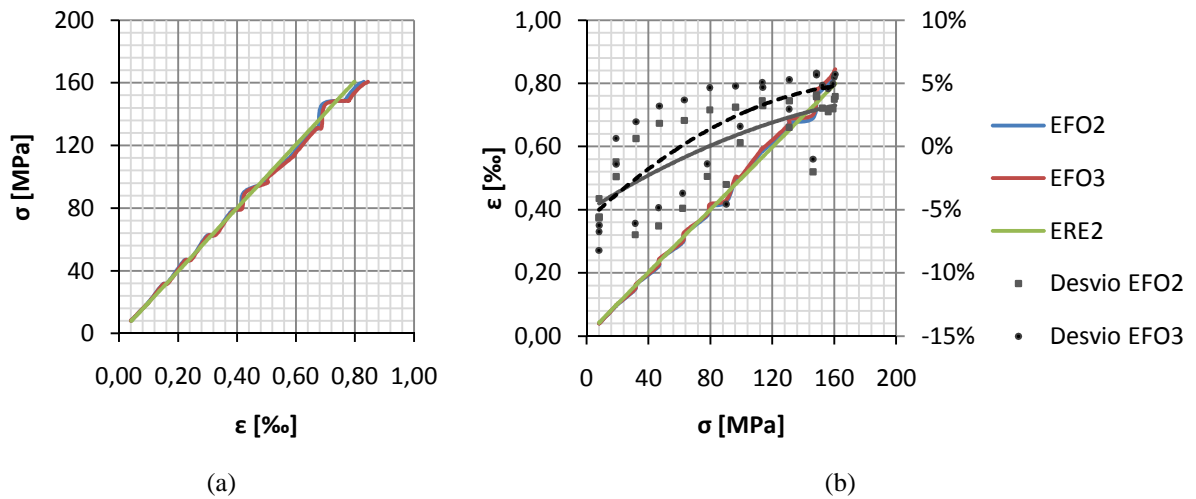 200
160
120
80
40
0
σ [MPa]
0,00 0,20 0,40 0,60 0,80 1,00
ε [‰]
(a)
1,00
0,80
0,60
0,40
0,20
0,00
ε [‰]
10%
5%
0%
-5%
-10%
-15%
0 40 80 120 160 200
σ [MPa]
(b)
EFO2
EFO3
ERE2
Desvio EFO2
Desvio EFO3